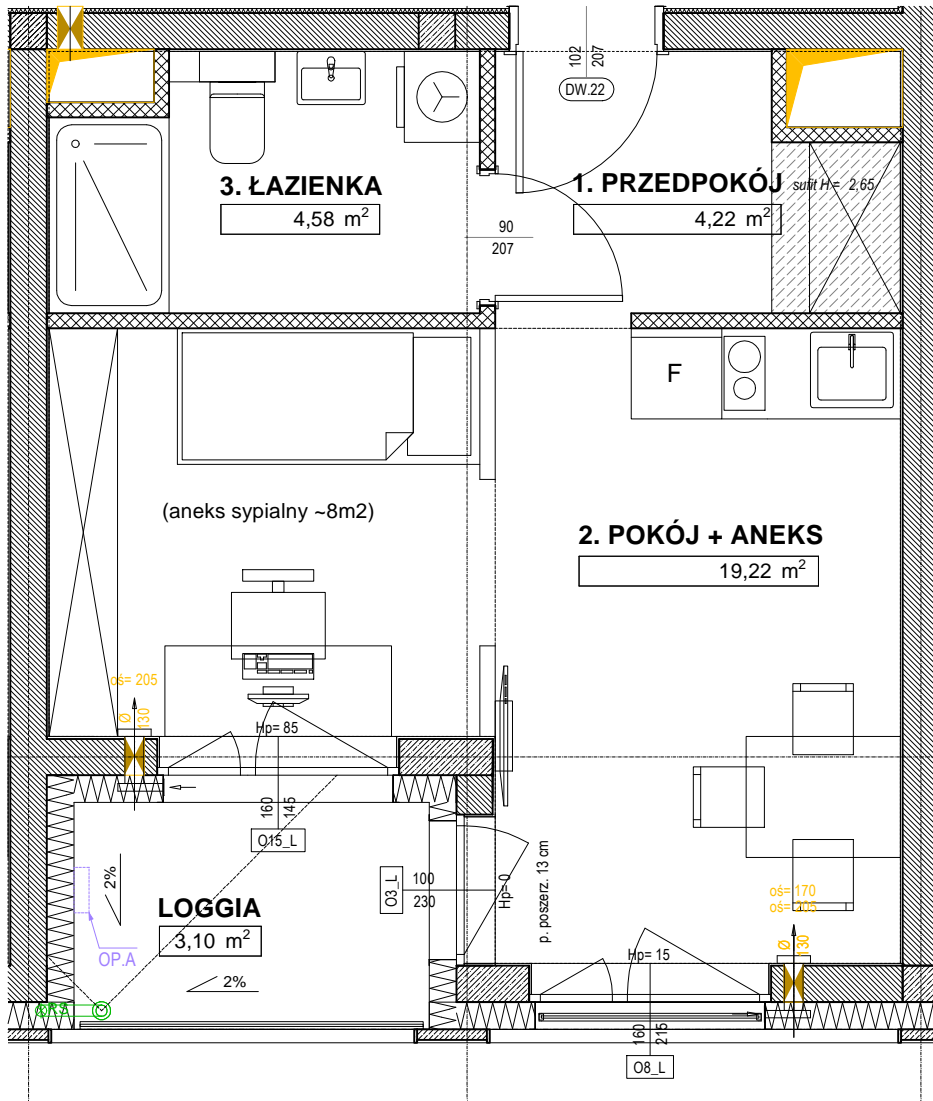 102
207
DW.22
3. ŁAZIENKA
4,58 m²
1. PRZEDPOKÓJ
sufit H= 2,65
4,22 m²
90
207
F
(aneks sypialny ~8m2)
2. POKÓJ + ANEKS
19,22 m²
oś= 205
Ø
130
Hp= 85
160
145
O15_L
2%
LOGGIA
3,10 m²
OP.A
2%
O3_L
100
230
Hp= 0
p. poszerz. 13 cm
oś= 170
oś= 205
Ø
130
Hp= 15
160
215
O8_L